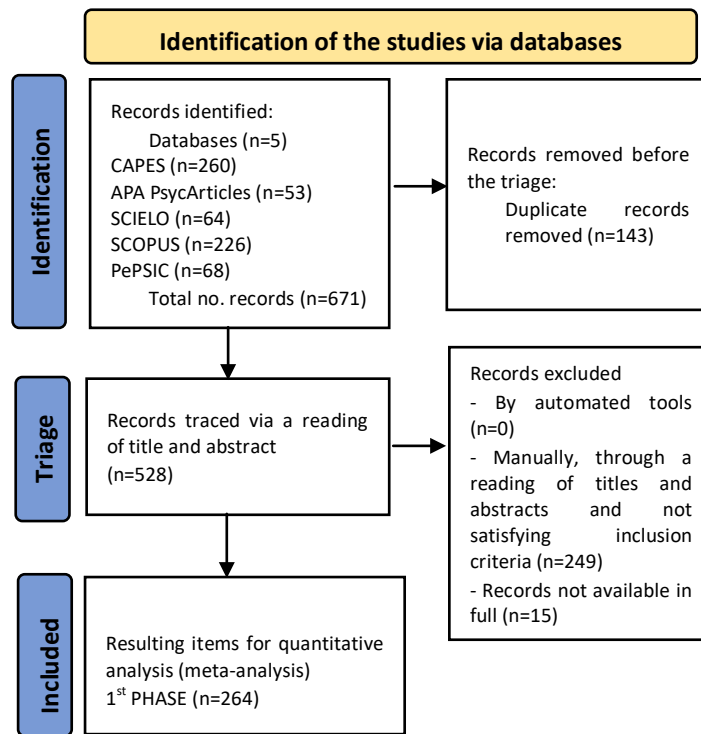 Identification of the studies via databases
Identification
Records identified:
Databases (n=5)
CAPES (n=260)
APA PsycArticles (n=53)
SCIELO (n=64)
SCOPUS (n=226)
PePSIC (n=68)
Total no. records (n=671)
Records removed before
the triage:
Duplicate records
removed (n=143)
Triage
Records traced via a reading
of title and abstract
(n=528)
Records excluded
- By automated tools
(n=0)
- Manually, through a
reading of titles and
abstracts and not
satisfying inclusion
criteria (n=249)
- Records not available in
full (n=15)
Included
Resulting items for quantitative
analysis (meta-analysis)
1st PHASE (n=264)